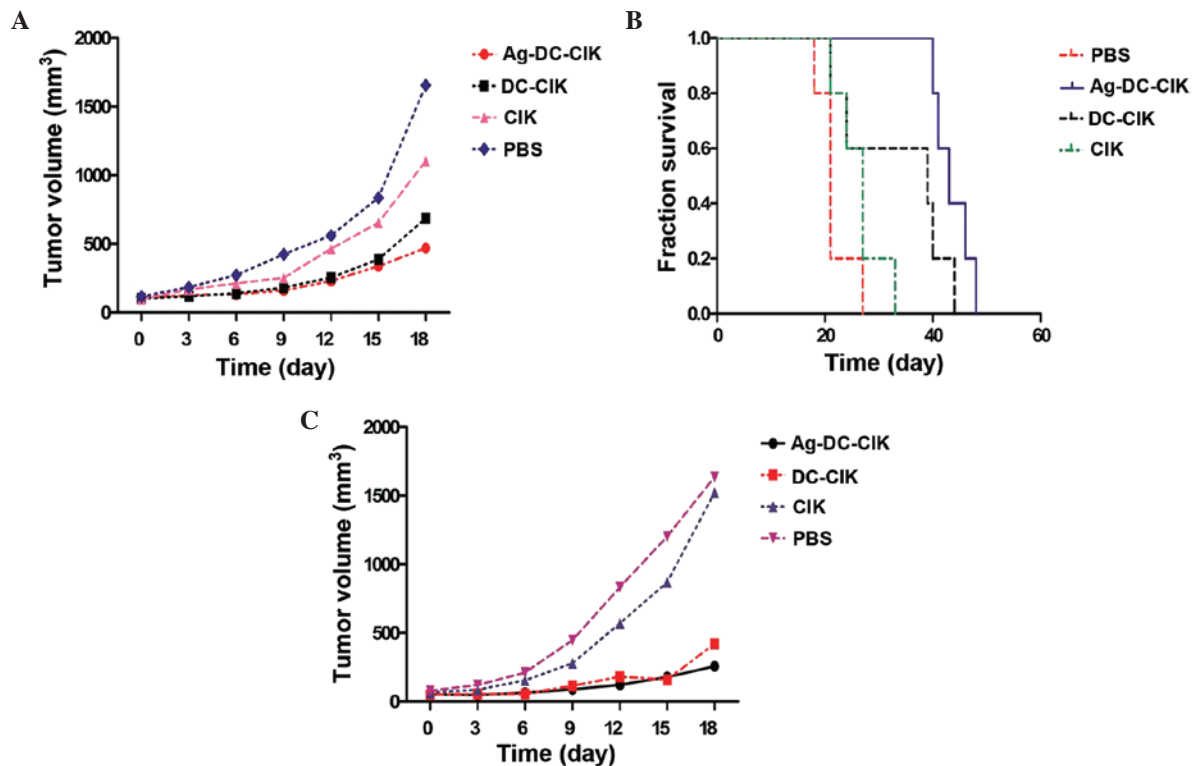 A
Tumor volume (mm³)
2000
1500
1000
500
0
0 3 6 9 12 15 18
Time (day)
Ag-DC-CIK
DC-CIK
CIK
PBS
B
Fraction survival
1.0
0.8
0.6
0.4
0.2
0.0
0 20 40 60
Time (day)
PBS
Ag-DC-CIK
DC-CIK
CIK
C
Tumor volume (mm³)
2000
1500
1000
500
0
0 3 6 9 12 15 18
Time (day)
Ag-DC-CIK
DC-CIK
CIK
PBS